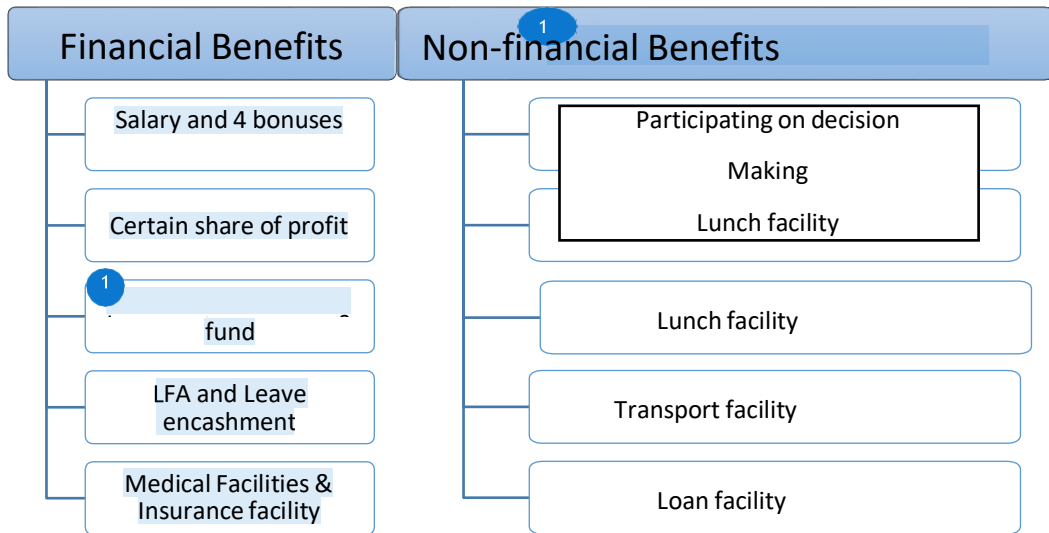 Financial Benefits
Salary and 4 bonuses
Certain share of profit
1
fund
LFA and Leave
encashment
Medical Facilities &
Insurance facility
1
Non-financial Benefits
Participating on decision
Making
Lunch facility
Lunch facility
Transport facility
Loan facility